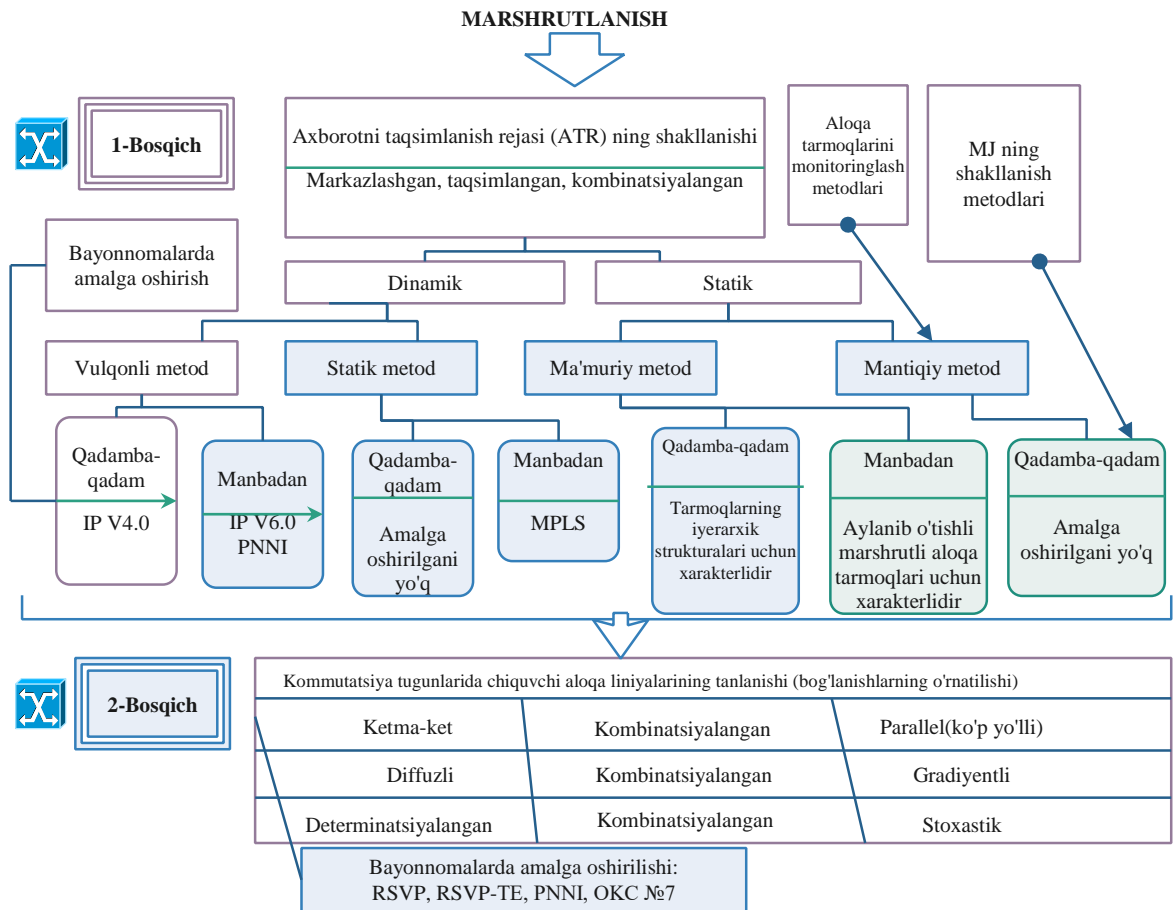 MARSHRUTLANISH
1-Bosqich
Axborotni taqsimlanish rejasi (ATR) ning shakllanishi
Markazlashgan, taqsimlangan, kombinatsiyalangan
Aloqa
tarmoqlarini
monitoringlash
metodlari
MJ ning
shakllanish
metodlari
Bayonnomalarda
amalga oshirish
Dinamik
Statik
Vulqonli metod
Statik metod
Ma'muriy metod
Mantiqiy metod
Qadamba-
qadam
IP V4.0
Manbadan
IP V6.0
PNNI
Qadamba-
qadam
Amalga
oshirilgani
yo'q
Manbadan
MPLS
Qadamba-qadam
Tarmoqlarning
iyerarxik
strukturalari uchun
xarakterlidir
Manbadan
Aylanib o'tishli
marshrutli aloqa
tarmoqlari uchun
xarakterlidir
Qadamba-qadam
Amalga
oshirilgani yo'q
2-Bosqich
Kommutatsiya tugunlarida chiquvchi aloqa liniyalarining tanlanishi (bog'lanishlarning o'rnatilishi)
Ketma-ket
Kombinatsiyalangan
Parallel(ko'p yo'lli)
Diffuzli
Kombinatsiyalangan
Gradiyentli
Determinatsiyalangan
Kombinatsiyalangan
Stoxastik
Bayonnomalarda amalga oshirilishi:
RSVP, RSVP-TE, PNNI, OKC №7